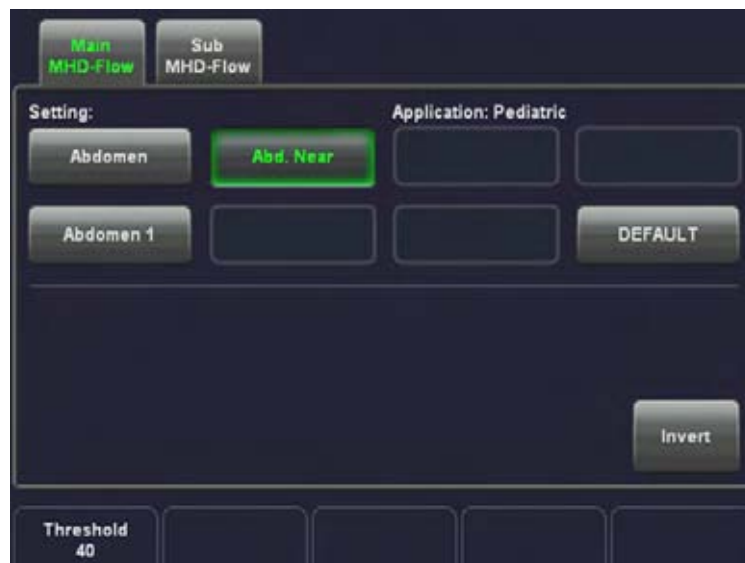 Main
MHD-Flow
Sub
MHD-Flow
Setting:
Application: Pediatric
Abdomen
Abd. Near
Abdomen 1
DEFAULT
Invert
Threshold
40